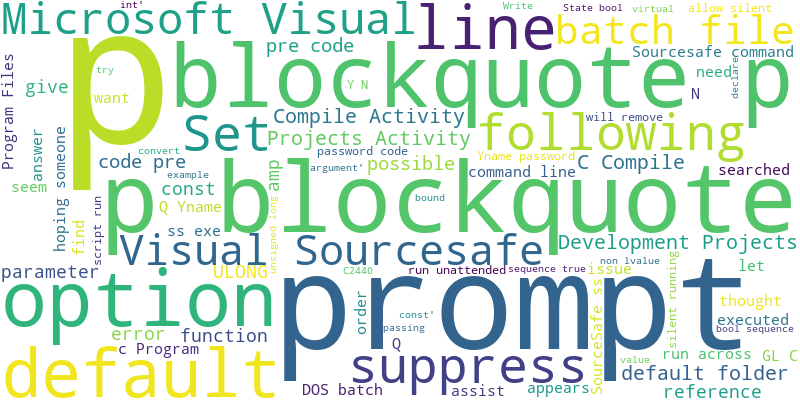 int'
State bool
Write
virtual
allow silent
Microsoft Visual
line
batch file
pre code
Sourcesafe command
Program Files
p
blockquote p
try
give
want
Y N
need
N
declared
Set
Compile Activity
following
will remove
Projects Activity
answer
hoping someone
convert
code pre
password code
possible
Yname password
C Compile
searched
seem
example
const
amp
argument'
command line
p blockquote
Q Yname
bound
script run
find
ss exe
unsigned long
Visual Sourcesafe
Development Projects
parameter
ULONG
C2440
run unattended
sequence true
issue
non lvalue
let
option
prompt
order
const'
passing
SourceSafe ss
silent running
thought
executed
bool sequence
error
function
c Program
Q
value
run across
GL C
default
suppress
default folder
DOS batch
assist
appears
reference